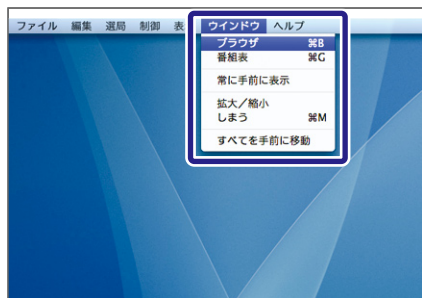 ファイル 編集 選局 制御 表 ウインドウ ヘルプ
ブラウザ ⌘B
番組表 ⌘G
常に手前に表示
拡大／縮小
しまう ⌘M
すべてを手前に移動